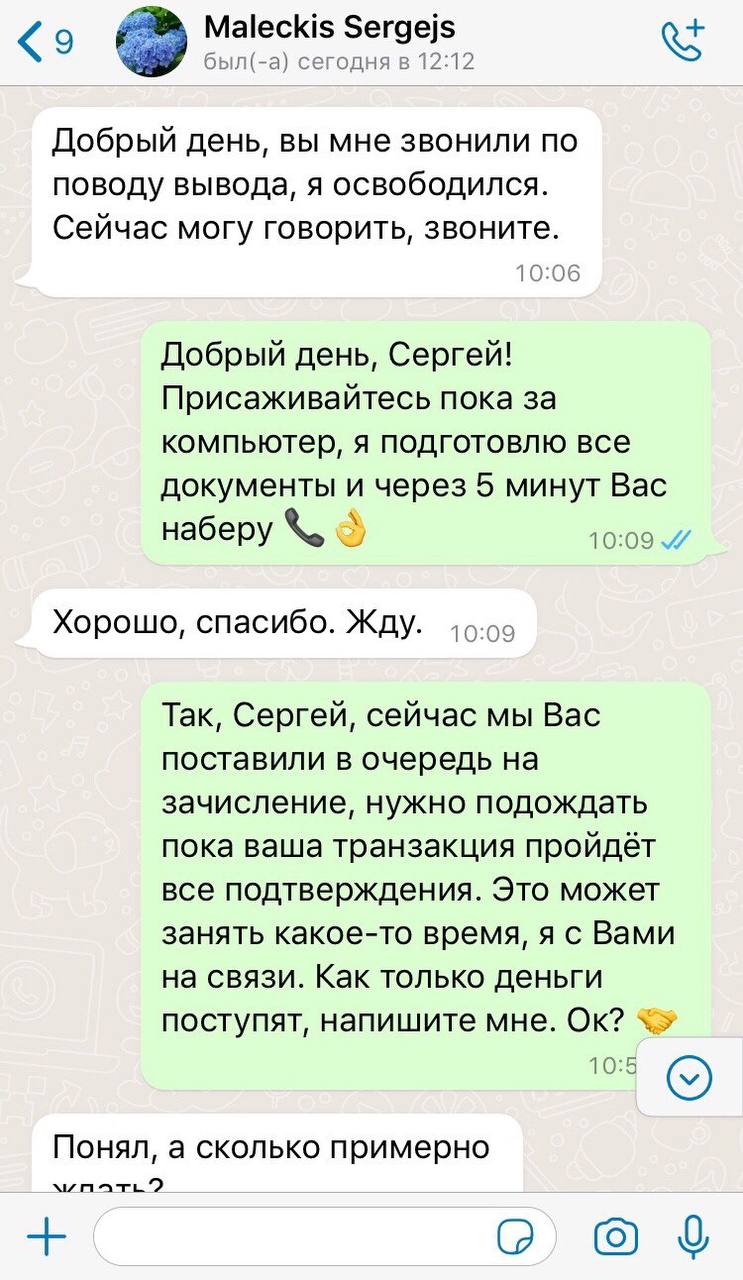 9
Maleckis Sergejs
был(-а) сегодня в 12:12
Добрый день, вы мне звонили по
поводу вывода, я освободился.
Сейчас могу говорить, звоните.
10:06
Добрый день, Сергей!
Присаживайтесь пока за
компьютер, я подготовлю все
документы и через 5 минут Вас
наберу 📞👌
10:09
Хорошо, спасибо. Жду.
10:09
Так, Сергей, сейчас мы Вас
поставили в очередь на
зачисление, нужно подождать
пока ваша транзакция пройдёт
все подтверждения. Это может
занять какое-то время, я с Вами
на связи. Как только деньги
поступят, напишите мне. Ок? 🤝
10:5
Понял, а сколько примерно
ждать?